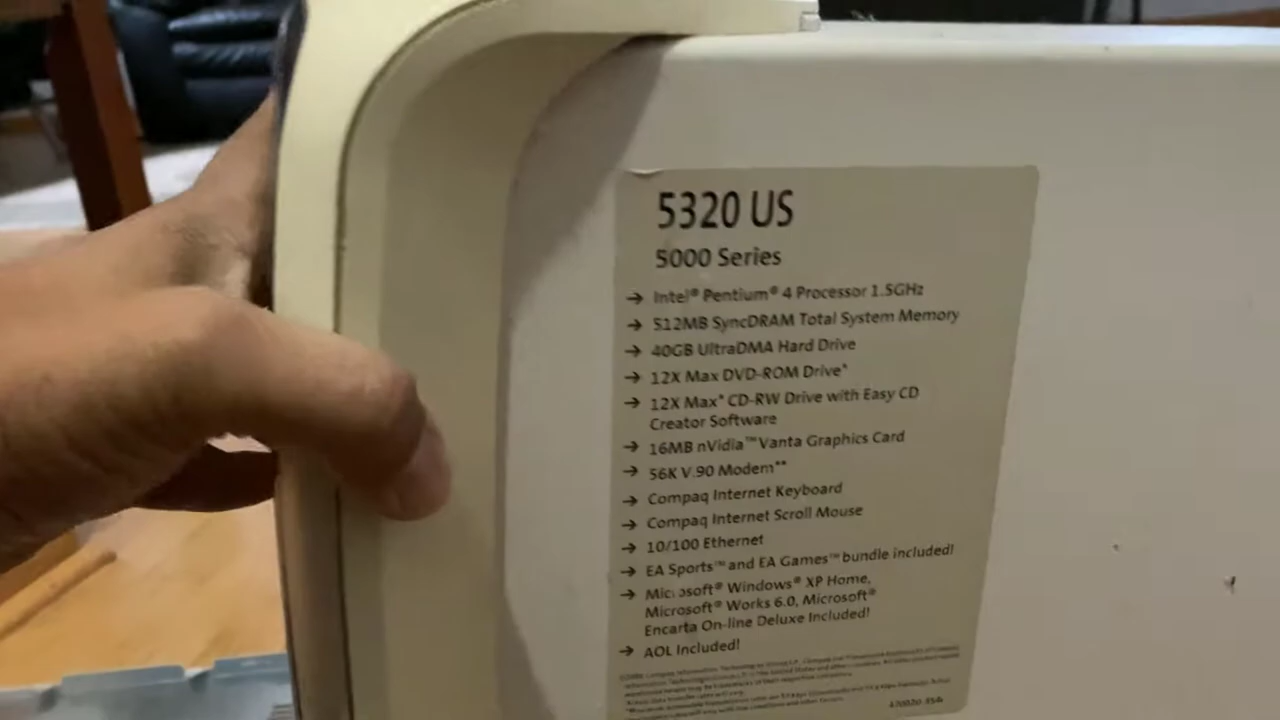 5320 US
5000 Series
→ Intel® Pentium® 4 Processor 1.5GHz
→ 512MB SyncDRAM Total System Memory
→ 40GB UltraDMA Hard Drive
→ 12X Max DVD-ROM Drive*
→ 12X Max* CD-RW Drive with Easy CD
Creator Software
→ 16MB nVidia™ Vanta Graphics Card
→ 56K V.90 Modem**
→ Compaq Internet Keyboard
→ Compaq Internet Scroll Mouse
→ 10/100 Ethernet
→ EA Sports™ and EA Games™ bundle included!
→ Microsoft® Windows® XP Home,
Microsoft® Works 6.0, Microsoft®
Encarta On-line Deluxe Included!
→ AOL Included!